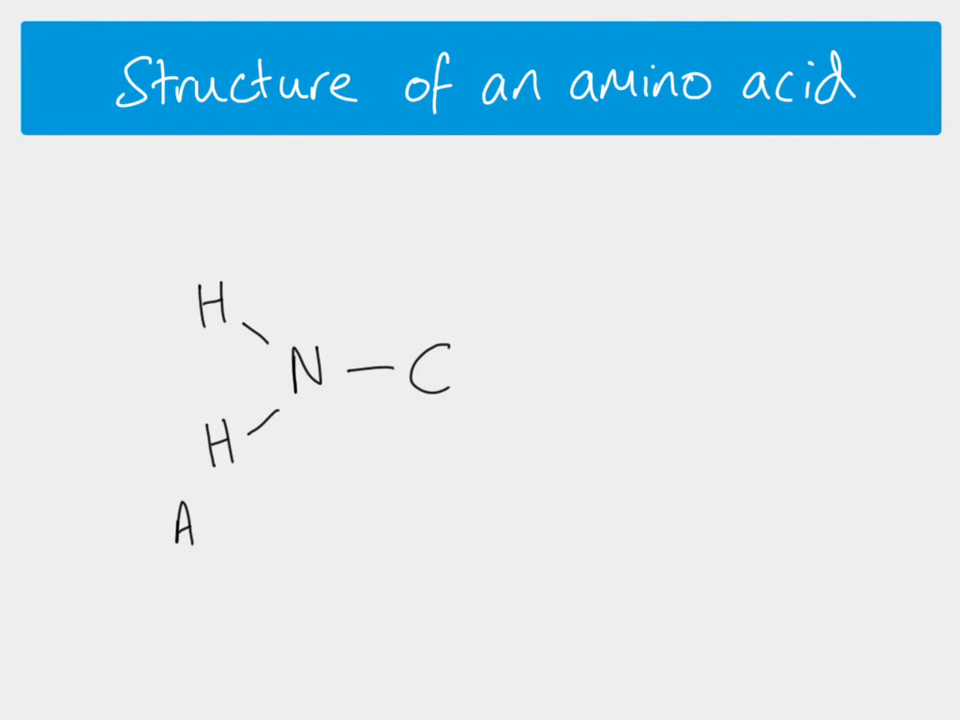 Structure of an amino acid
H
N — C
H
A